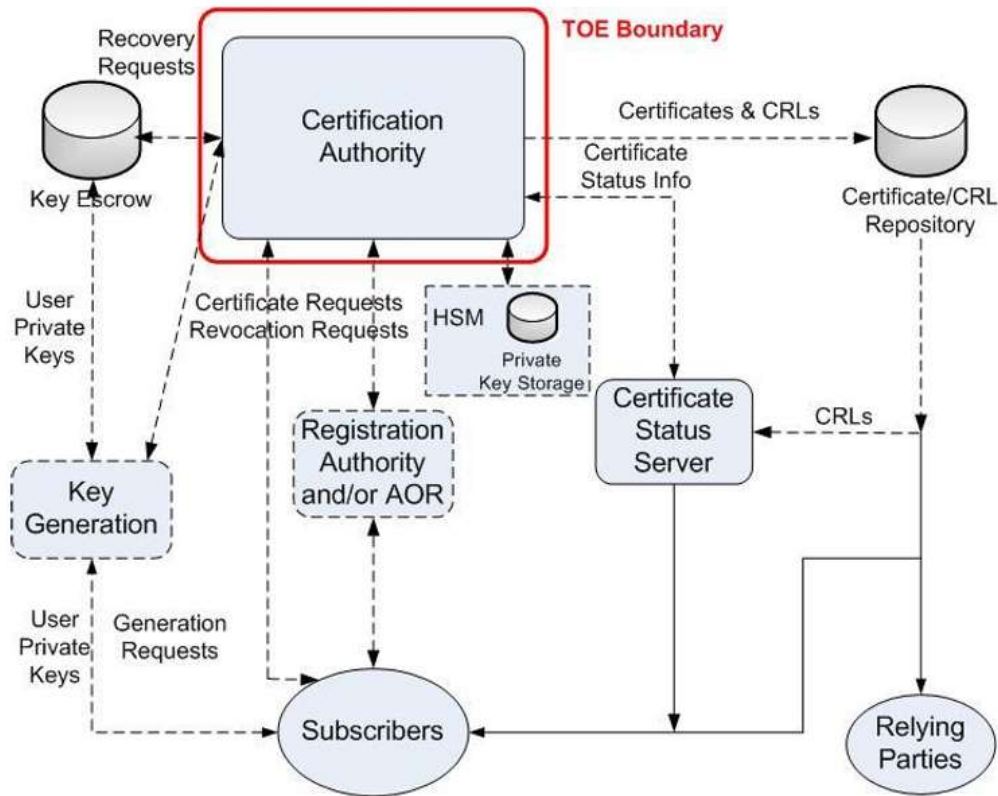 TOE Boundary
Recovery
Requests
Certification
Authority
Certificates & CRLs
Certificate
Status Info
Key Escrow
Certificate/CRL
Repository
User
Private
Keys
Certificate Requests
Revocation Requests
HSM
Private
Key Storage
Registration
Authority
and/or AOR
Certificate
Status
Server
CRLs
Key
Generation
User
Private
Keys
Generation
Requests
Subscribers
Relying
Parties